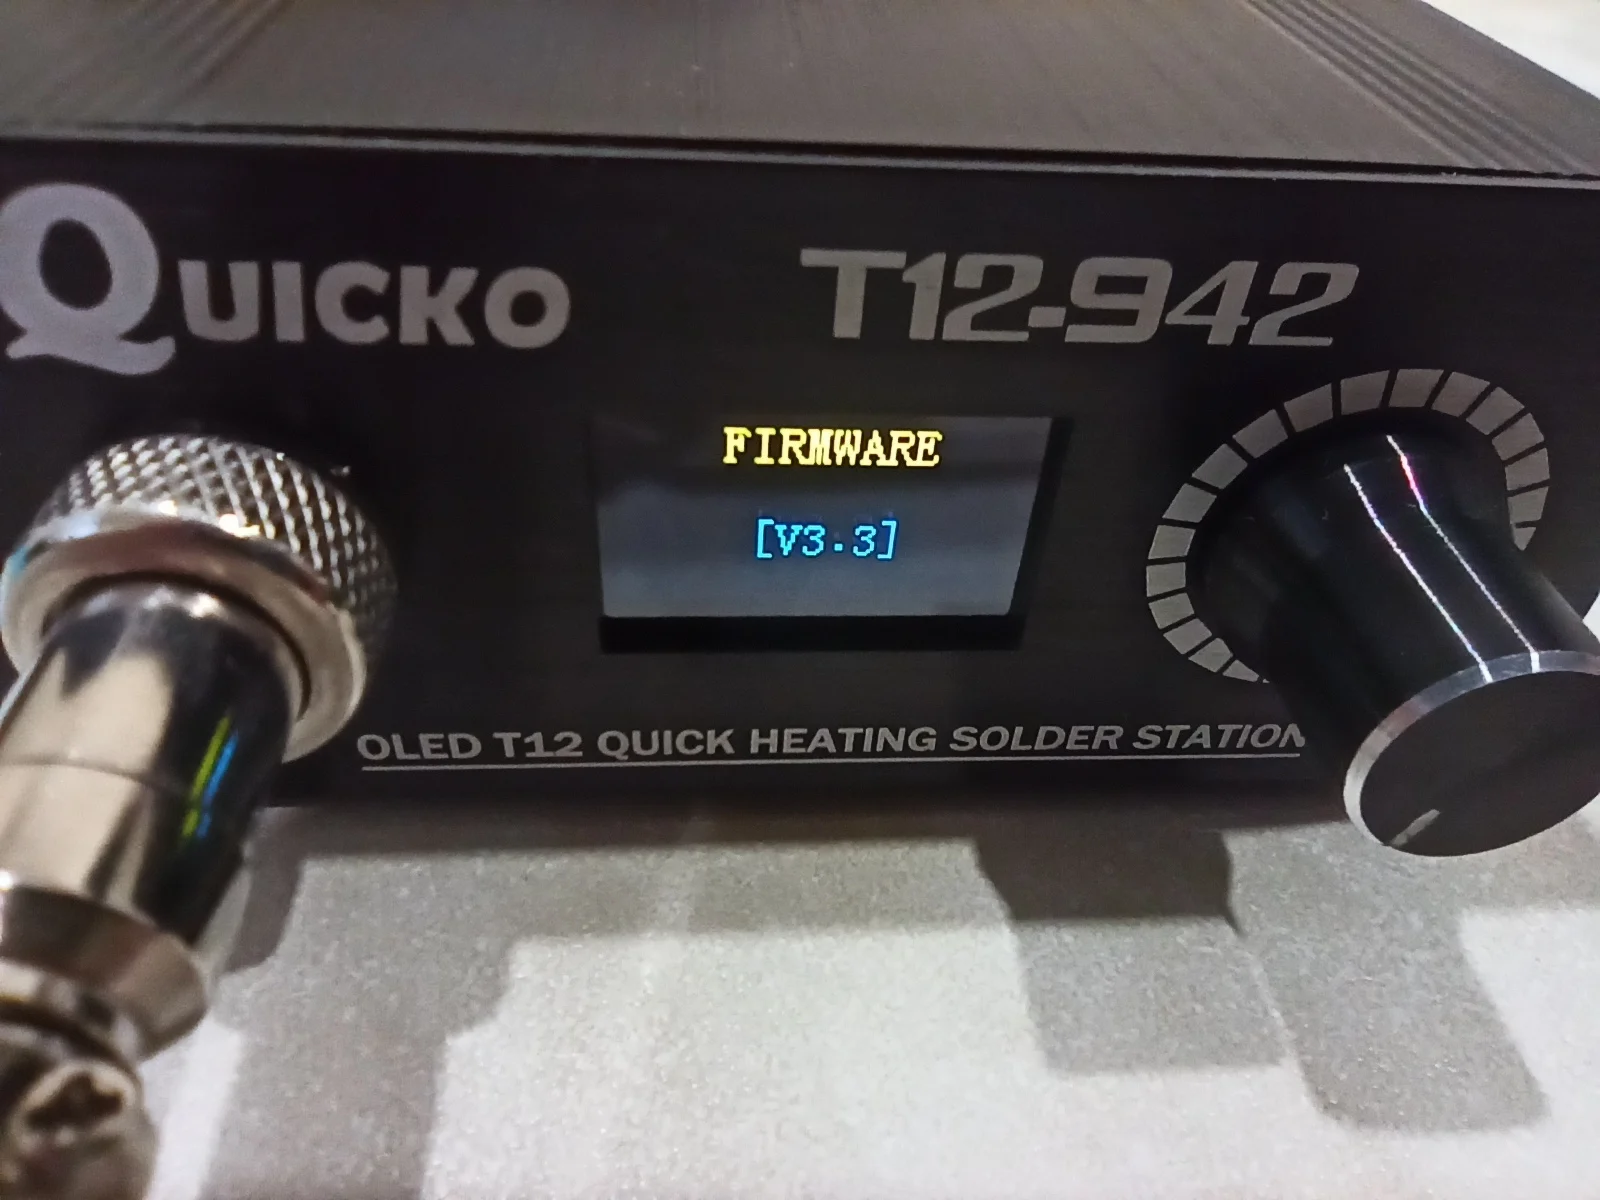 QUICKO
T12-942
FIRMWARE
[V3.3]
OLED T12 QUICK HEATING SOLDER STATION